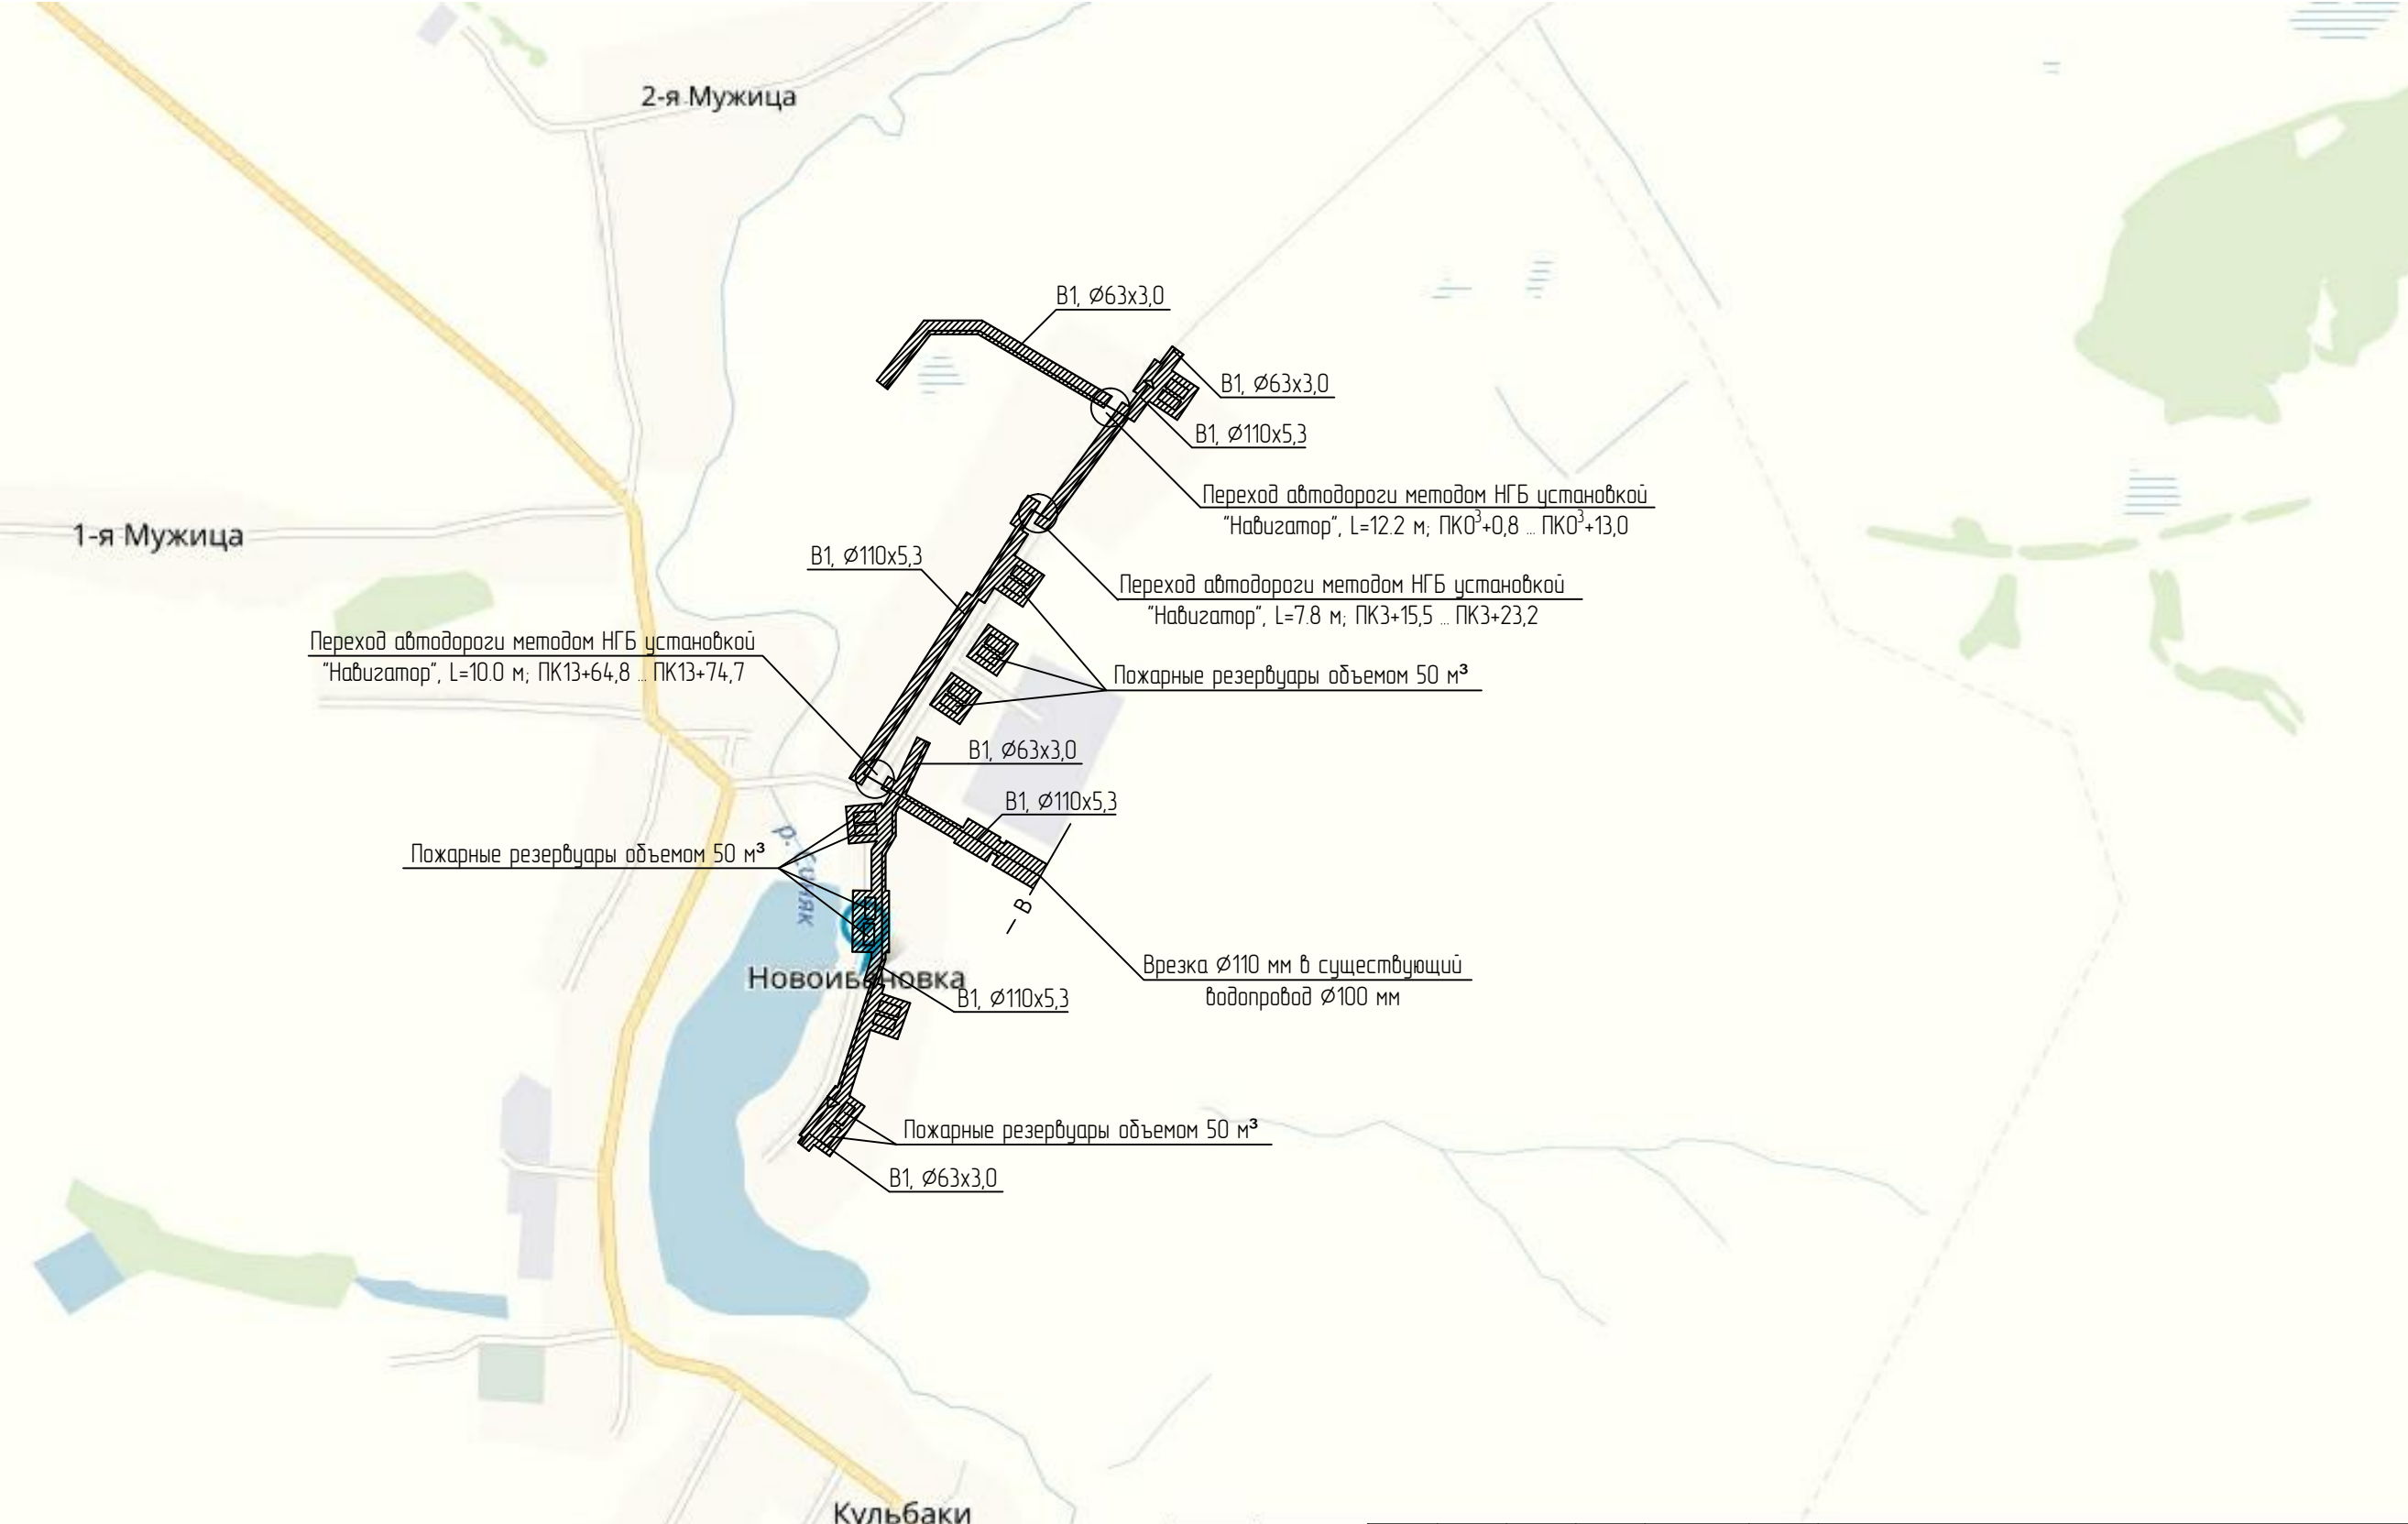 2-я Мужица
В1, Ø63х3,0
В1, Ø63х3,0
В1, Ø110х5,3
Переход автодороги методом НГБ установкой
"Навигатор", L=12.2 м; ПК0³+0,8 ... ПК0³+13,0
1-я Мужица
В1, Ø110х5,3
Переход автодороги методом НГБ установкой
"Навигатор", L=7.8 м; ПК3+15,5 ... ПК3+23,2
Переход автодороги методом НГБ установкой
"Навигатор", L=10.0 м; ПК13+64,8 ... ПК13+74,7
Пожарные резервуары объемом 50 м³
В1, Ø63х3,0
В1, Ø110х5,3
р.
Пожарные резервуары объемом 50 м³
В
Врезка Ø110 мм в существующий
водопровод Ø100 мм
Новоивановка
В1, Ø110х5,3
Пожарные резервуары объемом 50 м³
В1, Ø63х3,0
Кульбаки